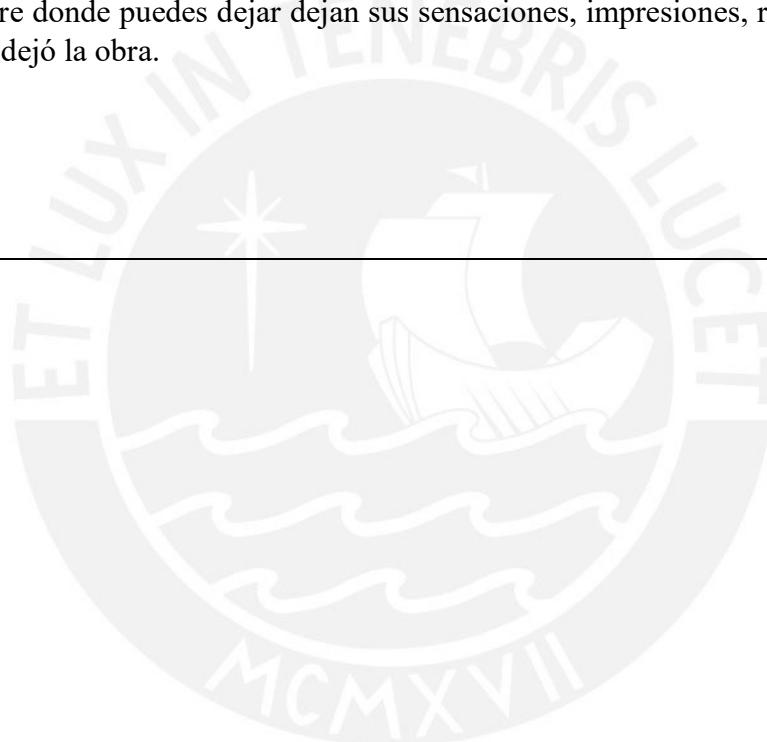 re donde puedes dejar dejan sus sensaciones, impresiones, r
dejó la obra.
ET LUX IN TENEBRIS LUCET
MCMXVII